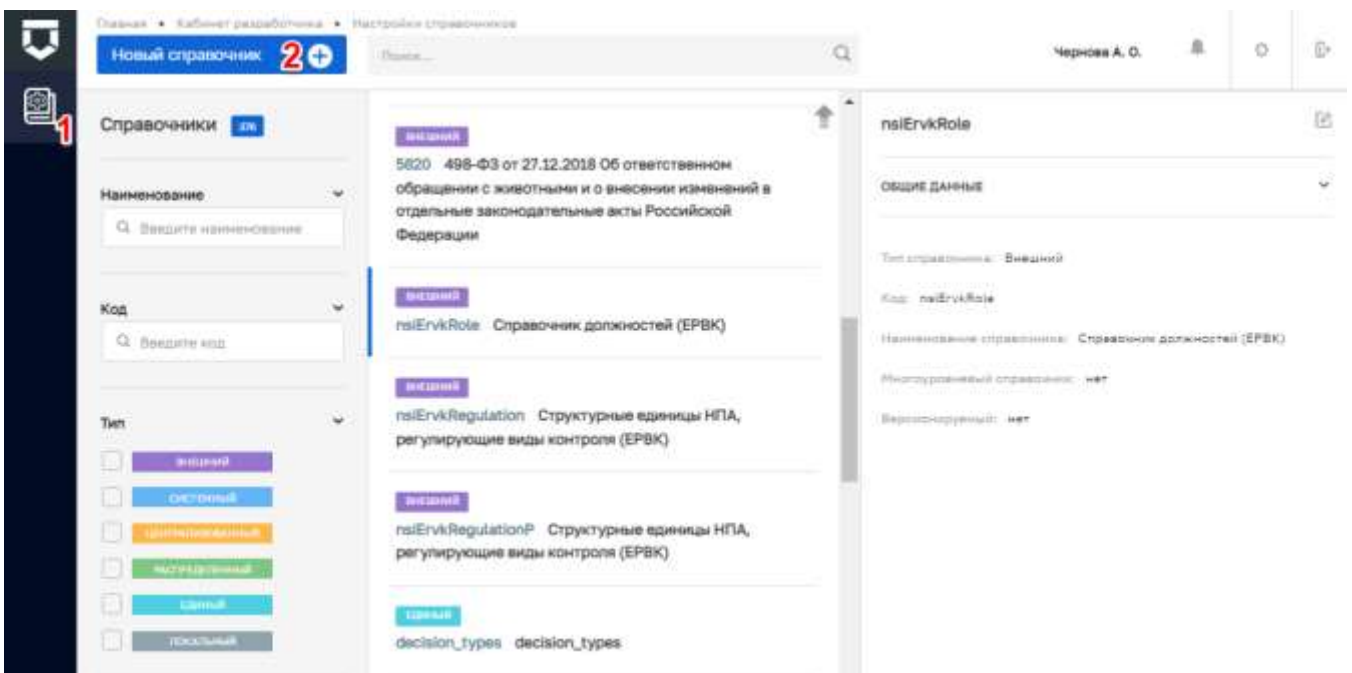 Главная • Кабинет разработчика • Настройки справочников
Новый справочник 2
Поиск...
Чернова А. О.
1
Справочники 376
Наименование
Введите наименование
Код
Введите код
Тип
ВНЕШНИЙ
СИСТЕМНЫЙ
ЦЕНТРАЛИЗОВАННЫЙ
РАСПРЕДЕЛЕННЫЙ
ЕДИНЫЙ
ЛОКАЛЬНЫЙ
ВНЕШНИЙ
5820 498-ФЗ от 27.12.2018 Об ответственном
обращении с животными и о внесении изменений в
отдельные законодательные акты Российской
Федерации
ВНЕШНИЙ
nsiErvkRole Справочник должностей (ЕРВК)
ВНЕШНИЙ
nsiErvkRegulation Структурные единицы НПА,
регулирующие виды контроля (ЕРВК)
ВНЕШНИЙ
nsiErvkRegulationP Структурные единицы НПА,
регулирующие виды контроля (ЕРВК)
ЕДИНЫЙ
decision_types decision_types
nsiErvkRole
ОБЩИЕ ДАННЫЕ
Тип справочника: Внешний
Код: nsiErvkRole
Наименование справочника: Справочник должностей (ЕРВК)
Многоуровневый справочник: нет
Версионируемый: нет